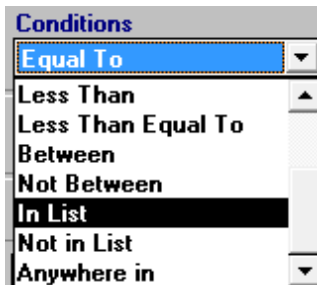 Conditions
Equal To
Less Than
Less Than Equal To
Between
Not Between
In List
Not in List
Anywhere in